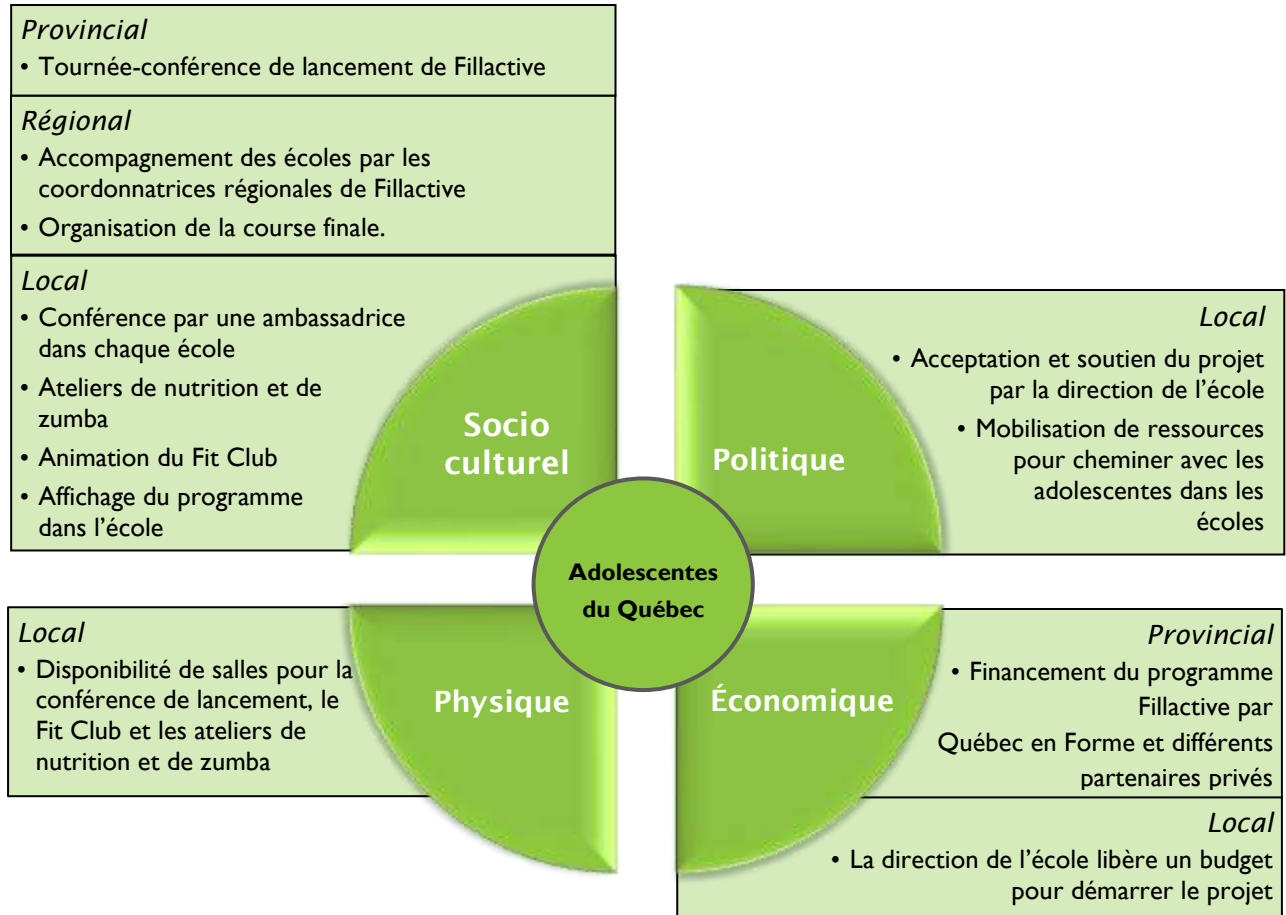 Provincial
• Tournée-conférence de lancement de Fillactive
Régional
• Accompagnement des écoles par les
coordonnatrices régionales de Fillactive
• Organisation de la course finale.
Local
• Conférence par une ambassadrice
dans chaque école
• Ateliers de nutrition et de
zumba
• Animation du Fit Club
• Affichage du programme
dans l'école
Socio
culturel
Politique
Local
• Acceptation et soutien du projet
par la direction de l'école
• Mobilisation de ressources
pour cheminer avec les
adolescentes dans les
écoles
Adolescentes
du Québec
Local
• Disponibilité de salles pour la
conférence de lancement, le
Fit Club et les ateliers de
nutrition et de zumba
Physique
Économique
Provincial
• Financement du programme
Fillactive par
Québec en Forme et différents
partenaires privés
Local
• La direction de l'école libère un budget
pour démarrer le projet